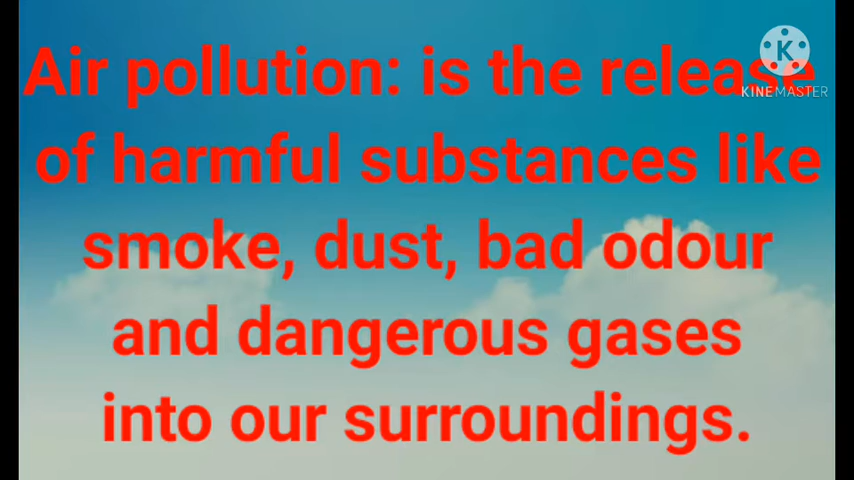 Air pollution: is the release
of harmful substances like
smoke, dust, bad odour
and dangerous gases
into our surroundings.
K
KINEMASTER